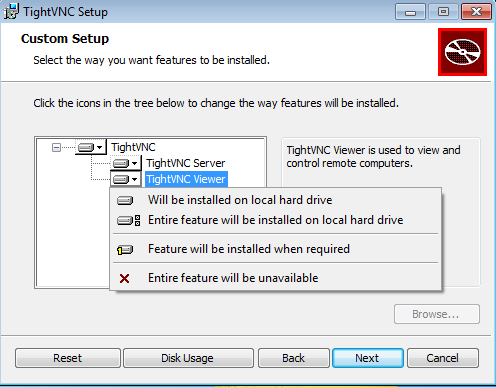 TightVNC Setup
Custom Setup
Select the way you want features to be installed.
Click the icons in the tree below to change the way features will be installed.
TightVNC
TightVNC Server
TightVNC Viewer
TightVNC Viewer is used to view and
control remote computers.
Will be installed on local hard drive
Entire feature will be installed on local hard drive
Feature will be installed when required
Entire feature will be unavailable
Browse...
Reset
Disk Usage
Back
Next
Cancel